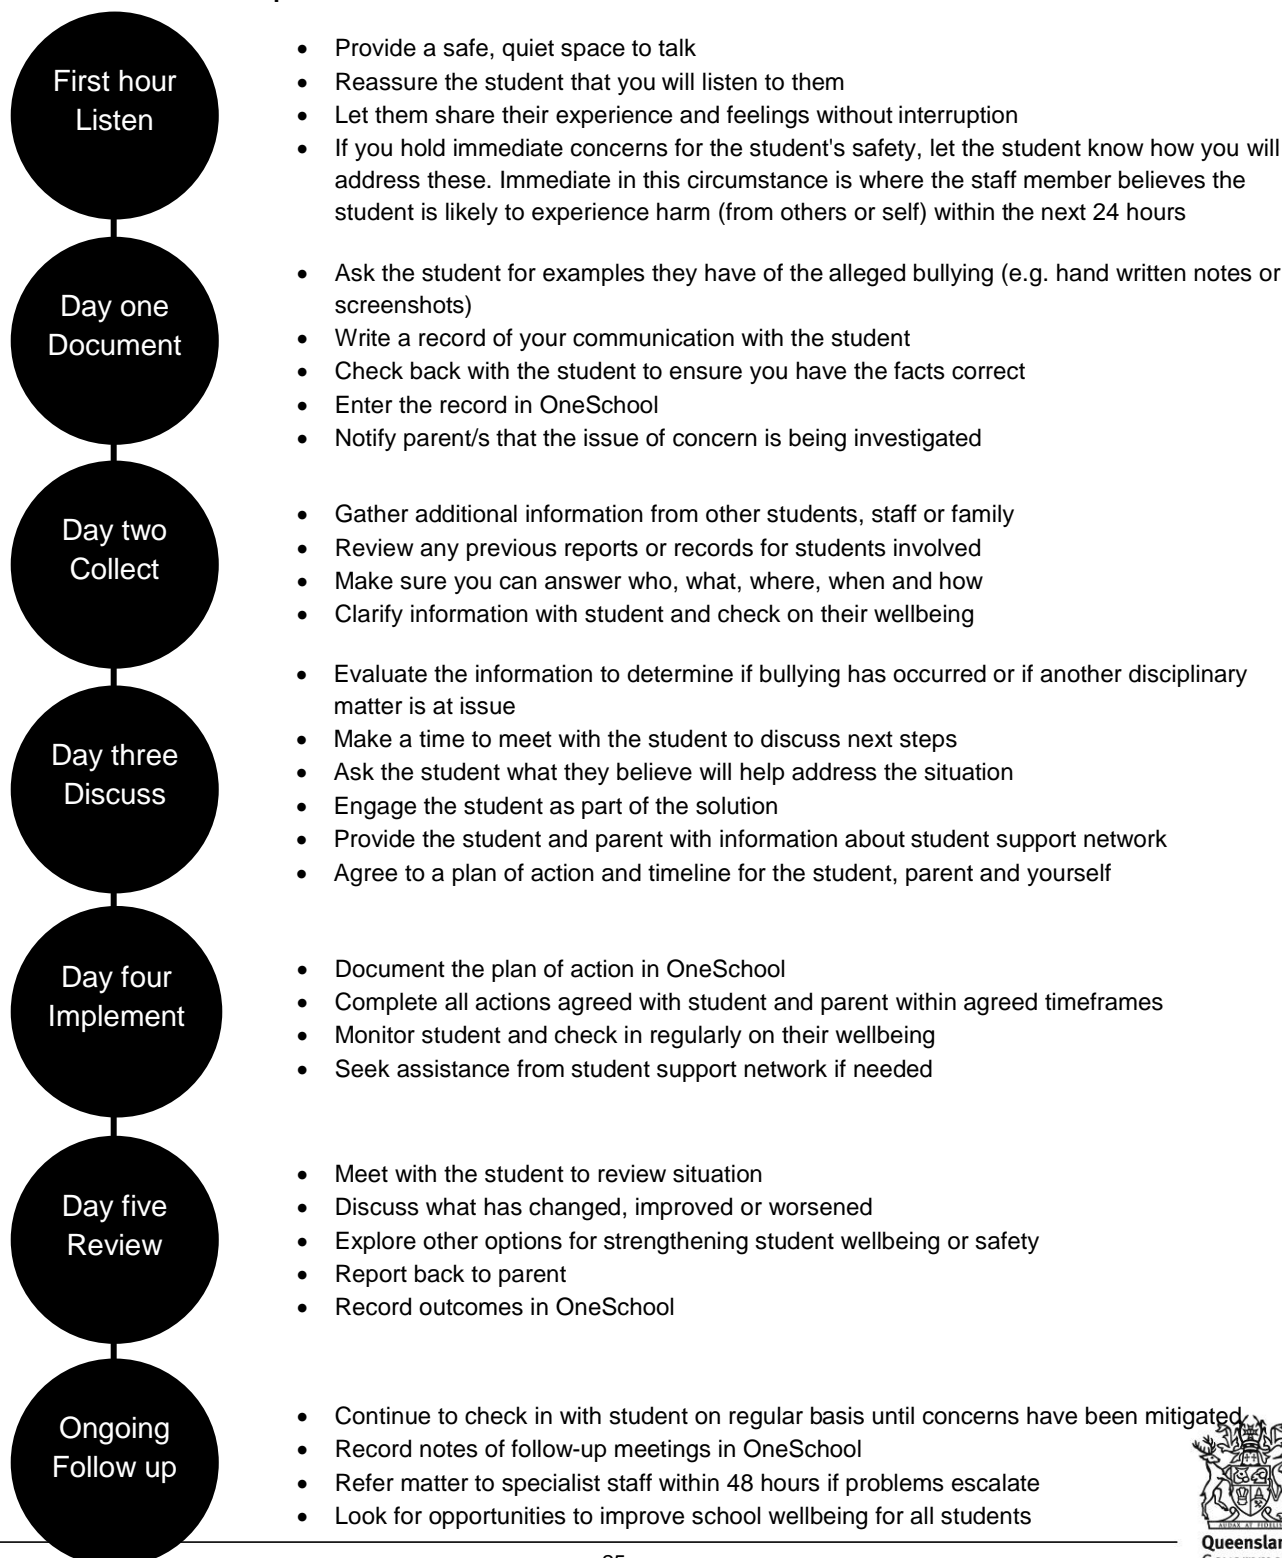 First hour
Listen
• Provide a safe, quiet space to talk
• Reassure the student that you will listen to them
• Let them share their experience and feelings without interruption
• If you hold immediate concerns for the student's safety, let the student know how you will
address these. Immediate in this circumstance is where the staff member believes the
student is likely to experience harm (from others or self) within the next 24 hours
Day one
Document
• Ask the student for examples they have of the alleged bullying (e.g. hand written notes or
screenshots)
• Write a record of your communication with the student
• Check back with the student to ensure you have the facts correct
• Enter the record in OneSchool
• Notify parent/s that the issue of concern is being investigated
Day two
Collect
• Gather additional information from other students, staff or family
• Review any previous reports or records for students involved
• Make sure you can answer who, what, where, when and how
• Clarify information with student and check on their wellbeing
Day three
Discuss
• Evaluate the information to determine if bullying has occurred or if another disciplinary
matter is at issue
• Make a time to meet with the student to discuss next steps
• Ask the student what they believe will help address the situation
• Engage the student as part of the solution
• Provide the student and parent with information about student support network
• Agree to a plan of action and timeline for the student, parent and yourself
Day four
Implement
• Document the plan of action in OneSchool
• Complete all actions agreed with student and parent within agreed timeframes
• Monitor student and check in regularly on their wellbeing
• Seek assistance from student support network if needed
Day five
Review
• Meet with the student to review situation
• Discuss what has changed, improved or worsened
• Explore other options for strengthening student wellbeing or safety
• Report back to parent
• Record outcomes in OneSchool
Ongoing
Follow up
• Continue to check in with student on regular basis until concerns have been mitigated
• Record notes of follow-up meetings in OneSchool
• Refer matter to specialist staff within 48 hours if problems escalate
• Look for opportunities to improve school wellbeing for all students